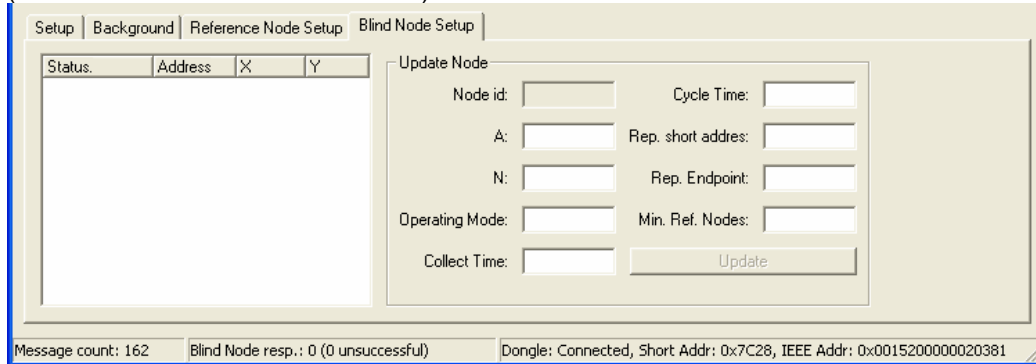 Setup Background Reference Node Setup Blind Node Setup
Status. Address X Y
Update Node
Node id: Cycle Time:
A: Rep. short addres:
N: Rep. Endpoint:
Operating Mode: Min. Ref. Nodes:
Collect Time: Update
Message count: 162 Blind Node resp.: 0 (0 unsuccessful) Dongle: Connected, Short Addr: 0x7C28, IEEE Addr: 0x0015200000020381